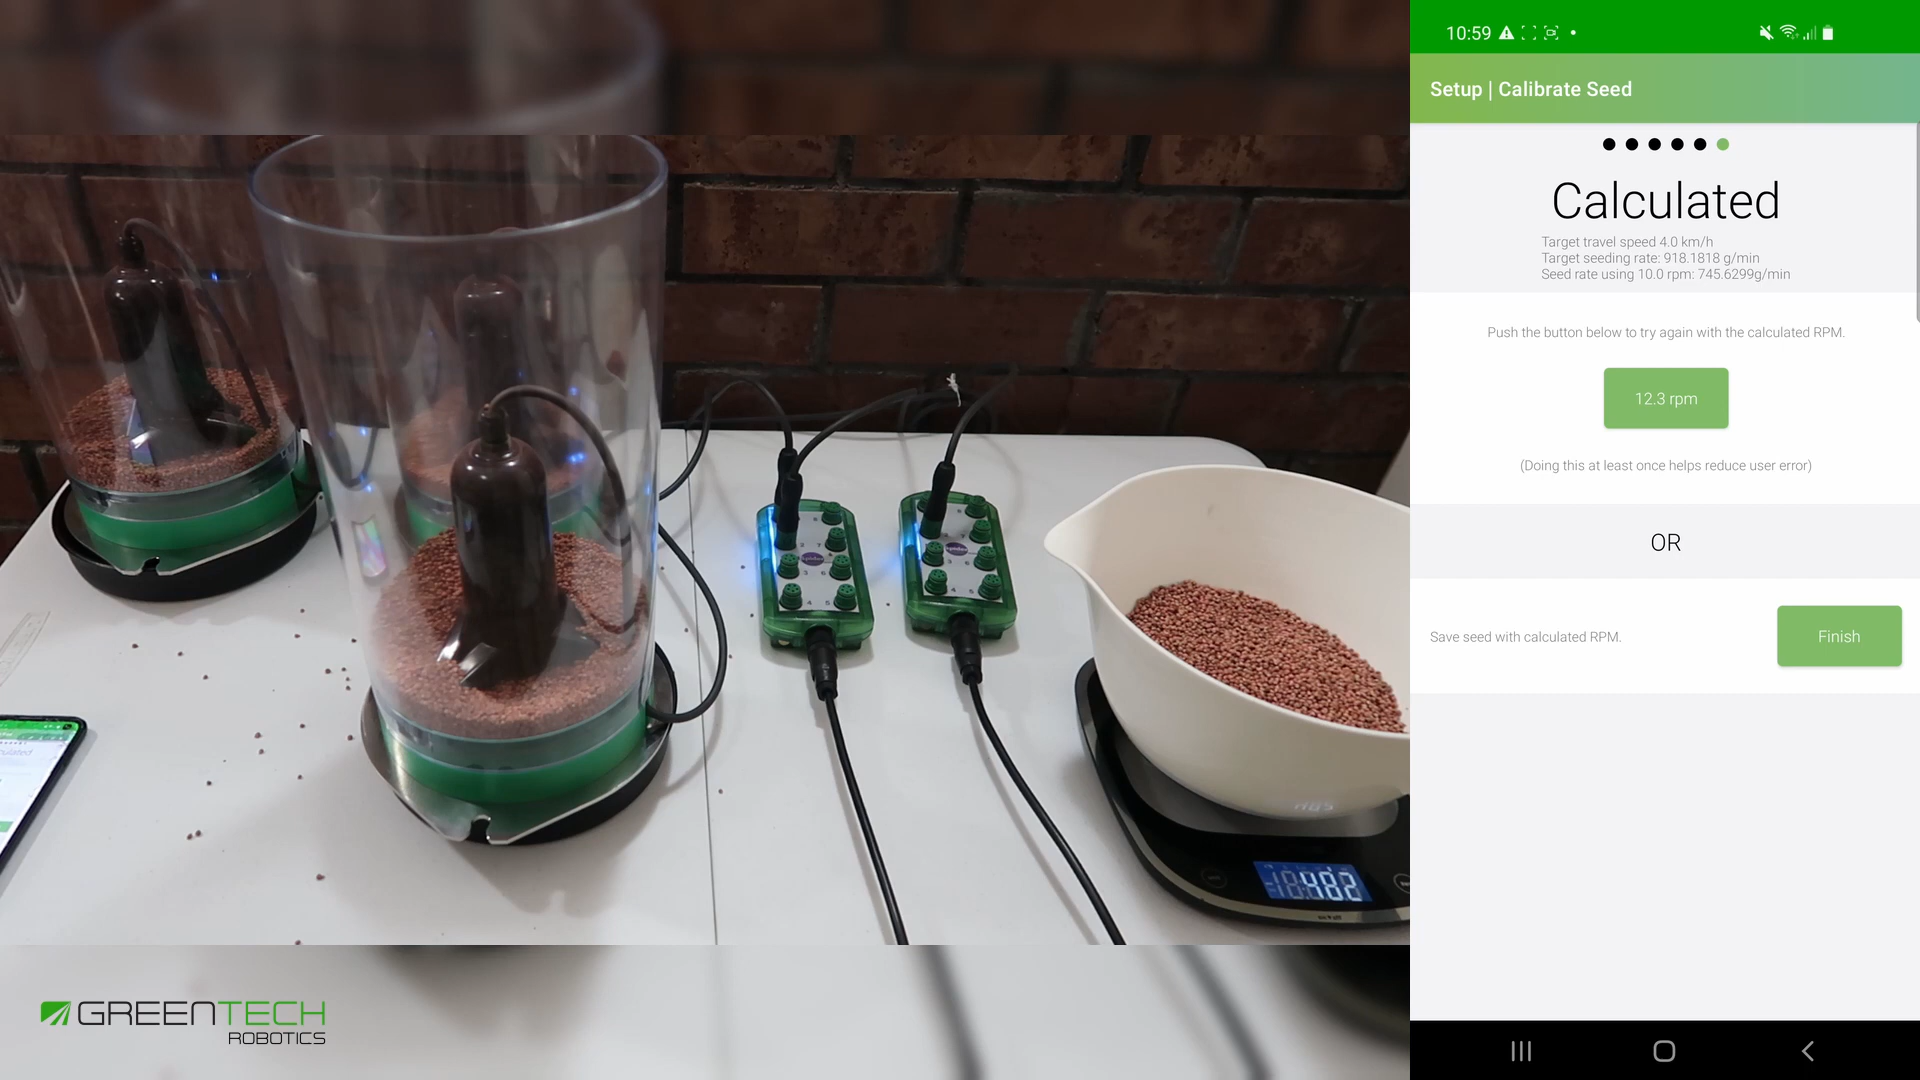 10:59
Setup | Calibrate Seed
Calculated
Target travel speed 4.0 km/h
Target seeding rate: 918.1818 g/min
Seed rate using 10.0 rpm: 745.6299g/min
Push the button below to try again with the calculated RPM.
12.3 rpm
(Doing this at least once helps reduce user error)
OR
Save seed with calculated RPM.
Finish
482
GREENTECH
ROBOTICS